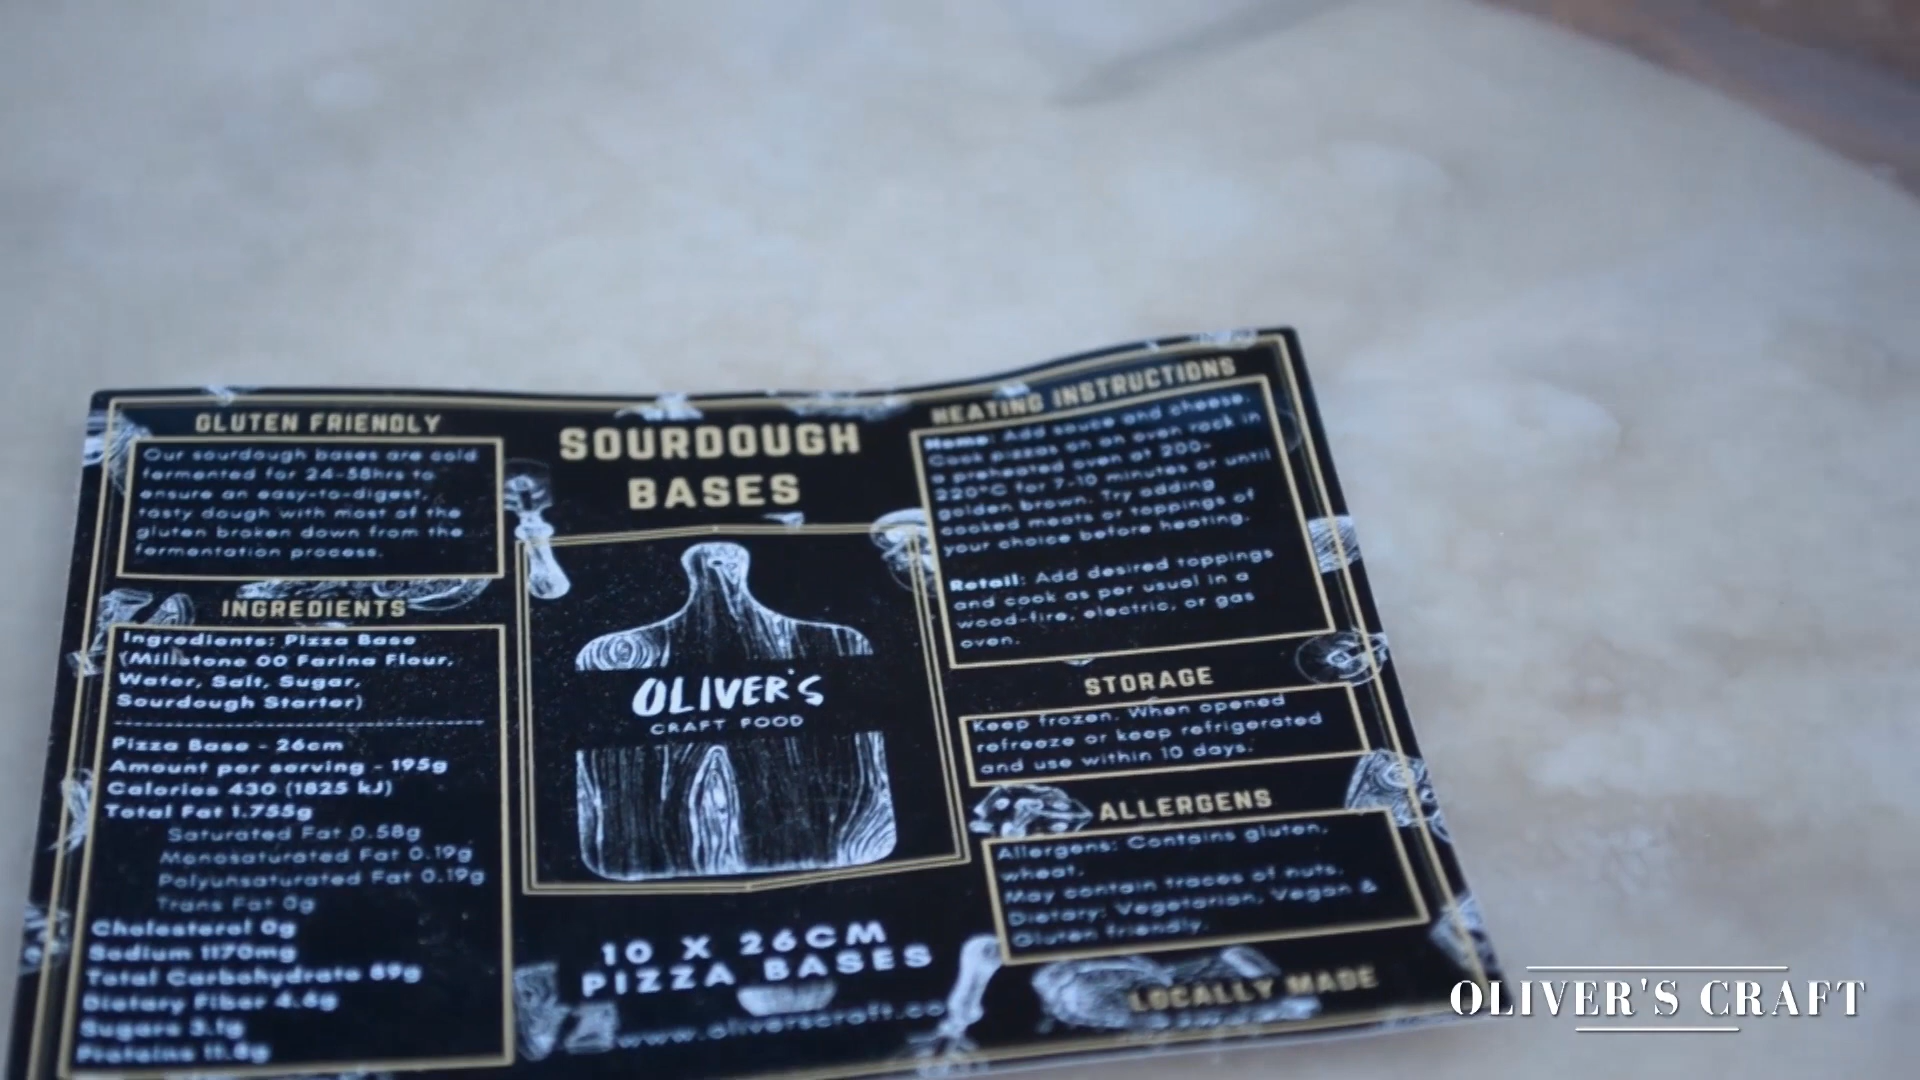 GLUTEN FRIENDLY
Our sourdough bases are cold
fermented for 24-58hrs to
ensure an easy-to-digest,
tasty dough with most of the
gluten broken down from the
fermentation process.
INGREDIENTS
Ingredients: Pizza Base
(Millstone 00 Farina Flour,
Water, Salt, Sugar,
Sourdough Starter)
Pizza Base - 26cm
Amount per serving - 195g
Calories 430 (1825 kJ)
Total Fat 1.755g
Saturated Fat 0.58g
Monosaturated Fat 0.19g
Polyunsaturated Fat 0.19g
Trans Fat 0g
Cholesterol 0g
Sodium 1170mg
Total Carbohydrate 89g
Dietary Fiber 4.6g
Sugars 3.1g
Proteins 11.8g
SOURDOUGH
BASES
OLIVER'S
CRAFT FOOD
10 X 26CM
PIZZA BASES
www.oliverscraft.co
HEATING INSTRUCTIONS
Home: Add sauce and cheese.
Cook pizzas on an oven rack in
a preheated oven at 200-
220°C for 7-10 minutes or until
golden brown. Try adding
cooked meats or toppings of
your choice before heating.
Retail: Add desired toppings
and cook as per usual in a
wood-fire, electric, or gas
oven.
STORAGE
Keep frozen. When opened
refreeze or keep refrigerated
and use within 10 days.
ALLERGENS
Allergens: Contains gluten,
wheat.
May contain traces of nuts.
Dietary: Vegetarian, Vegan &
Gluten friendly.
LOCALLY MADE
OLIVER'S CRAFT